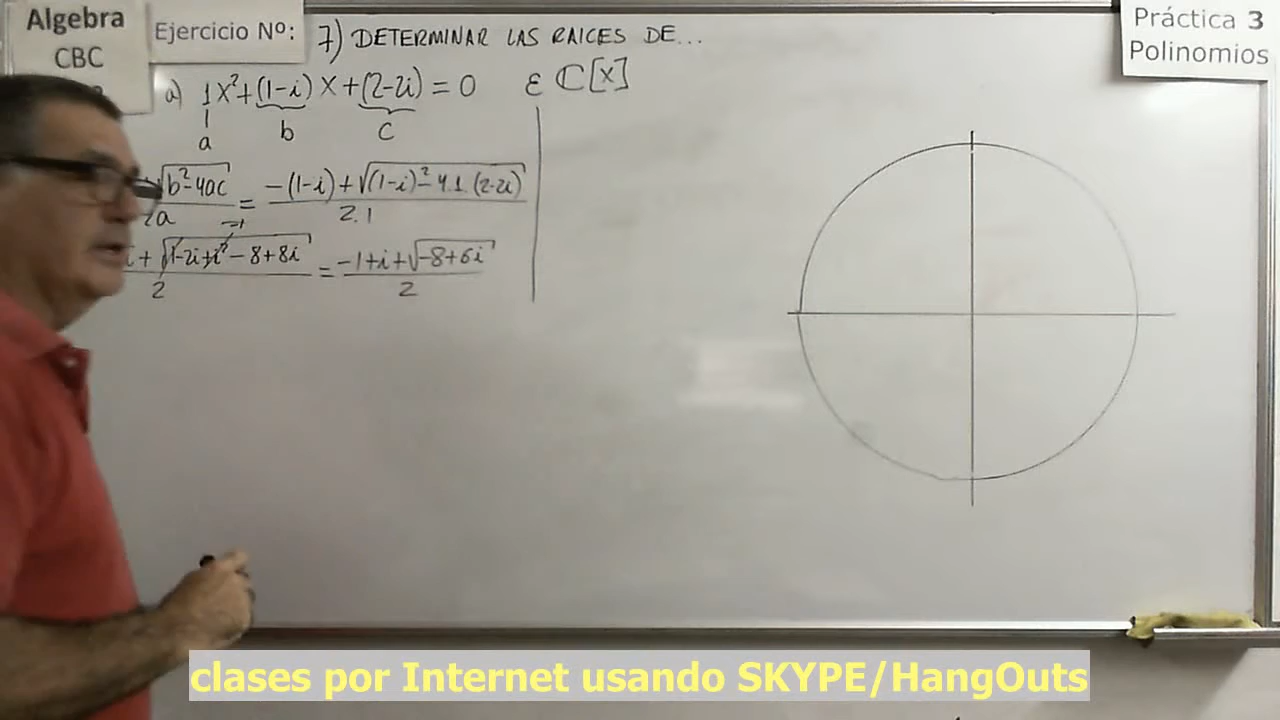 Algebra
CBC
Ejercicio Nº:
7) DETERMINAR LAS RAICES DE...
Práctica 3
Polinomios
a) 1x²+(1-i)x+(2-2i)=0 ε ℂ[x]
a b c
√b²-4ac / 2a = -(1-i)+√(1-i)²-4.1.(2-2i) / 2.1
-1
i+√1-2i+i²-8+8i / 2 = -1+i+√-8+6i / 2
clases por Internet usando SKYPE/HangOuts